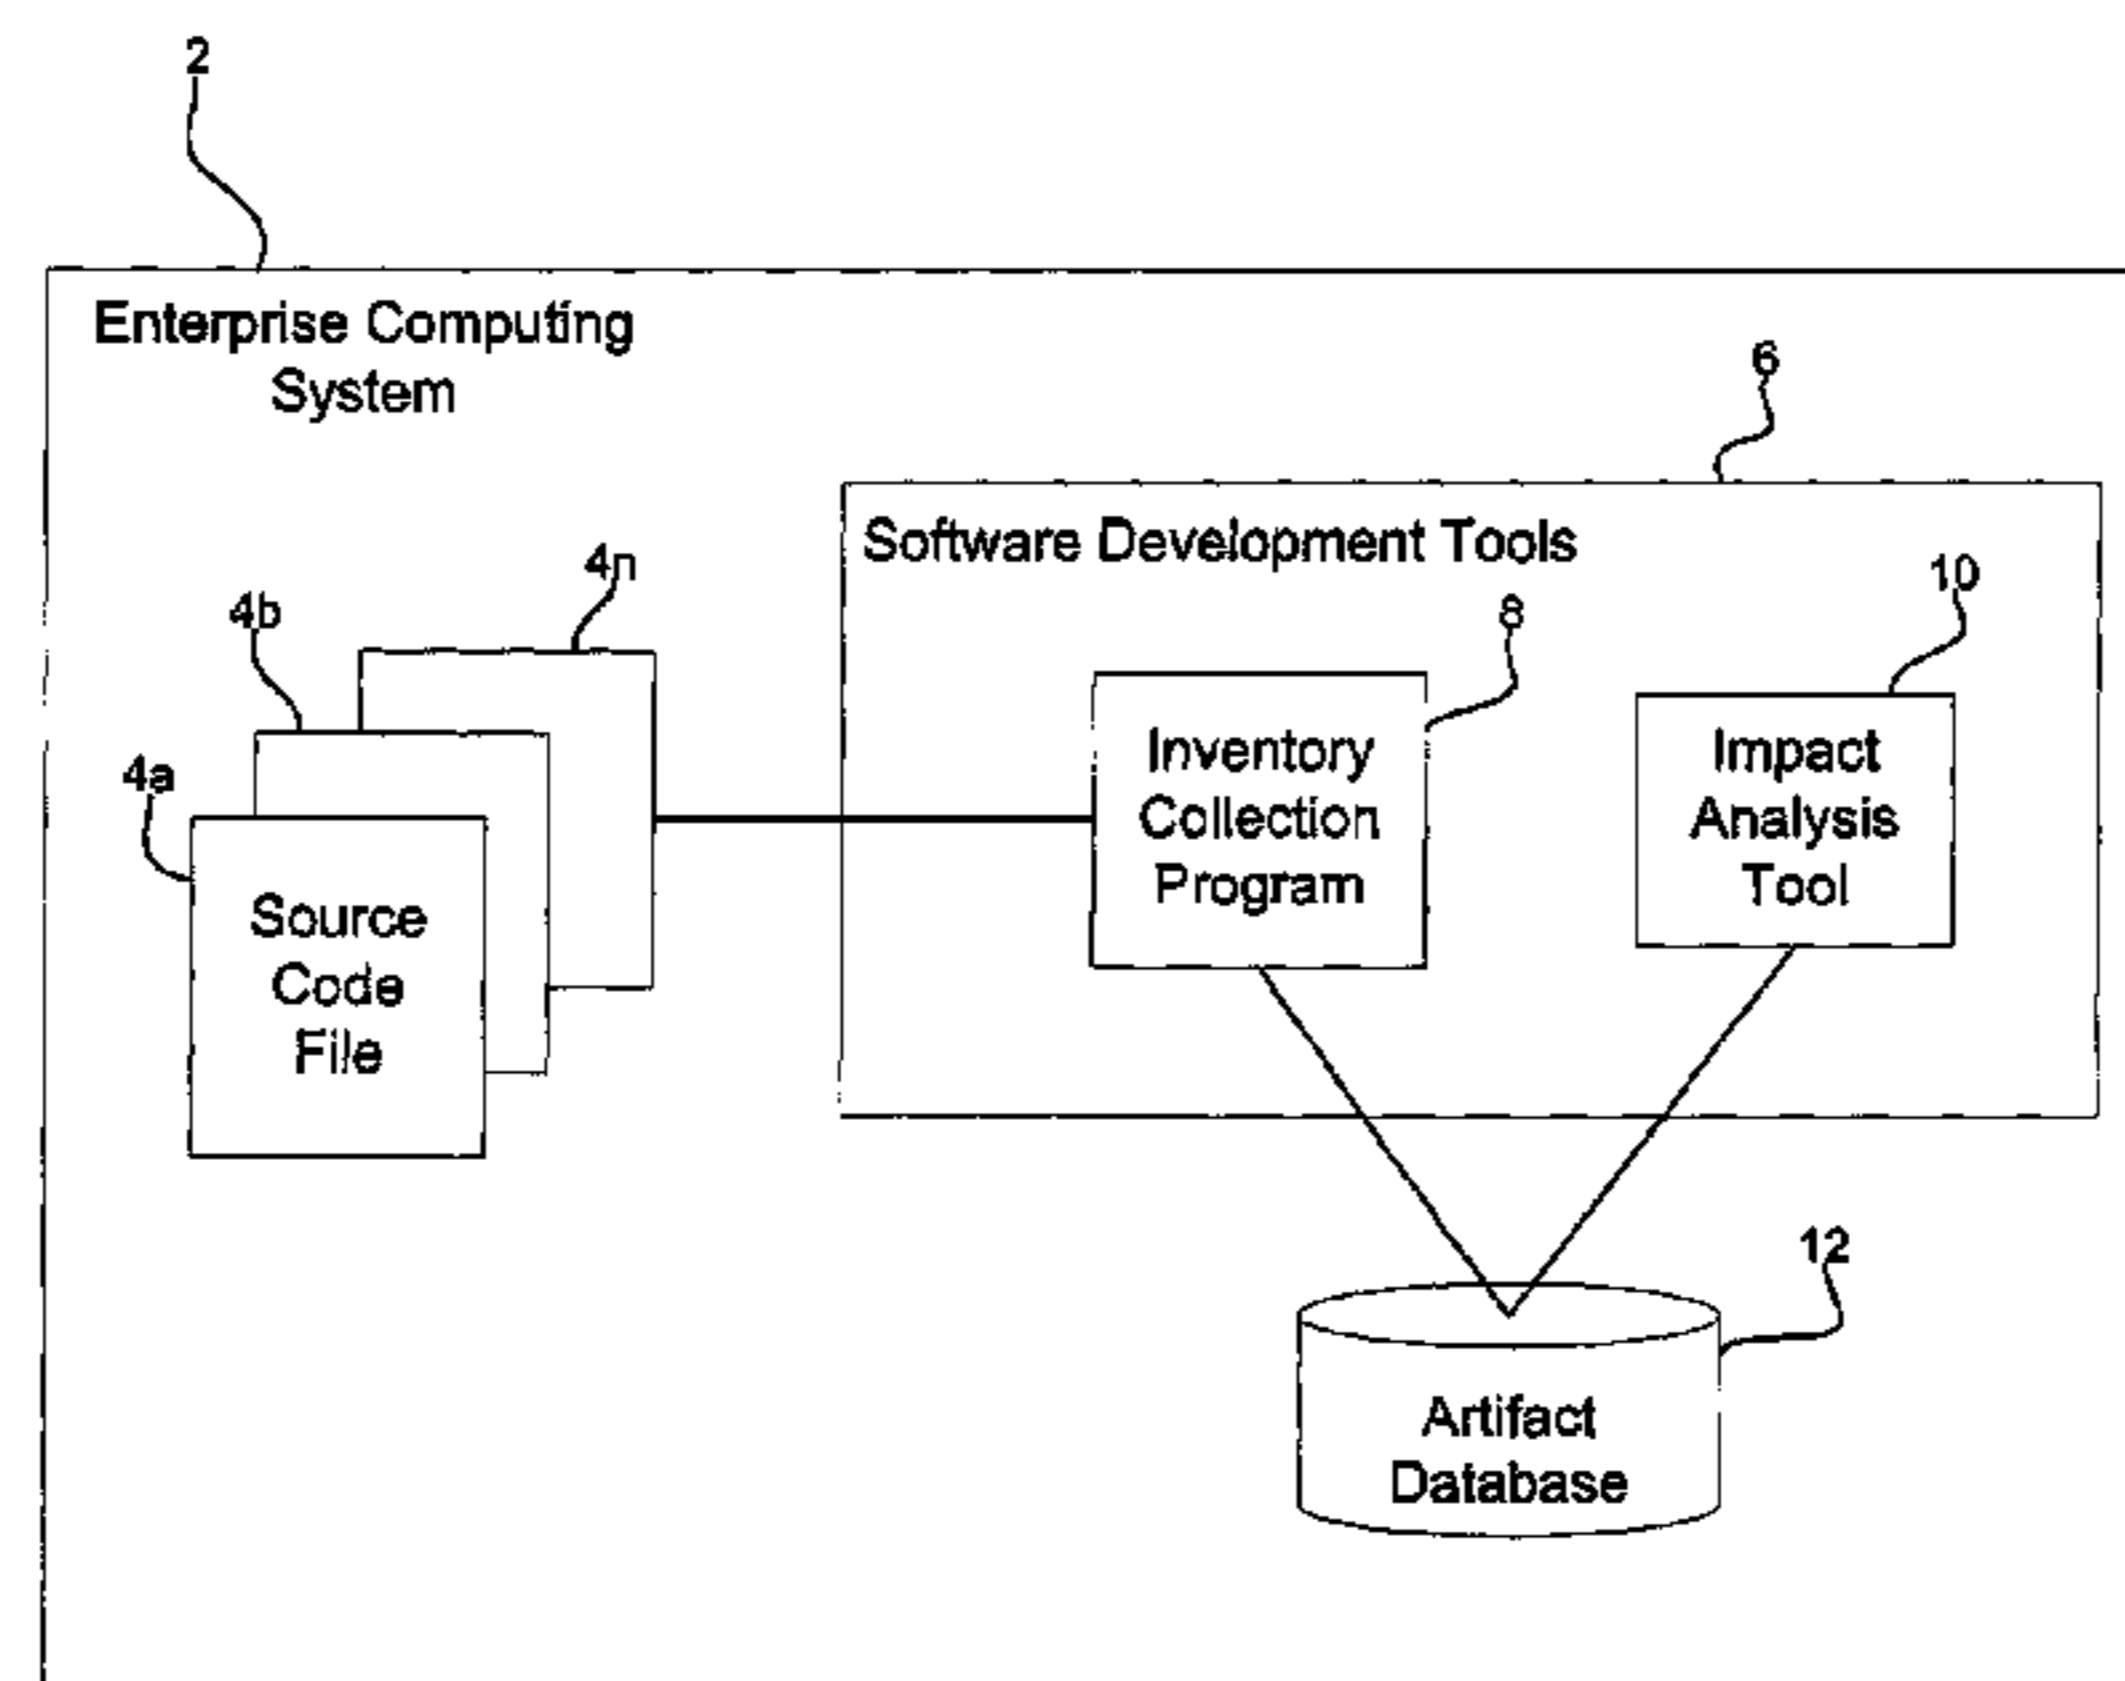 2
Enterprise Computing
System
6
Software Development Tools
4n
4b
4a
10
8
Source
Code
File
Inventory
Collection
Program
Impact
Analysis
Tool
12
Artifact
Database